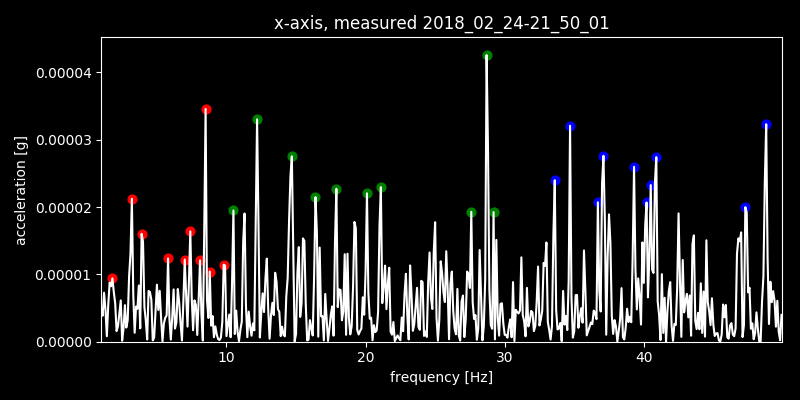 x-axis, measured 2018_02_24-21_50_01
acceleration [g]
0.00004
0.00003
0.00002
0.00001
0.00000
10 20 30 40
frequency [Hz]